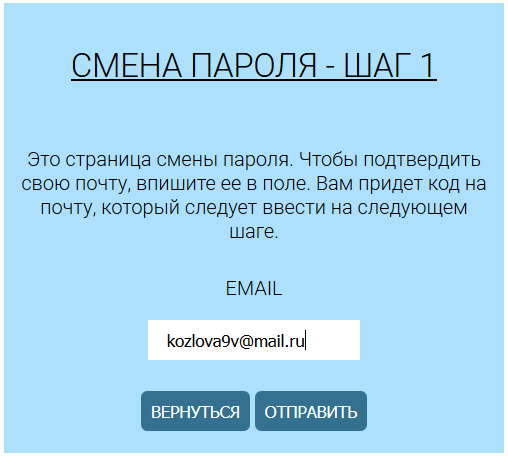 СМЕНА ПАРОЛЯ - ШАГ 1
Это страница смены пароля. Чтобы подтвердить
свою почту, впишите ее в поле. Вам придет код на
почту, который следует ввести на следующем
шаге.
EMAIL
kozlova9v@mail.ru
ВЕРНУТЬСЯ ОТПРАВИТЬ